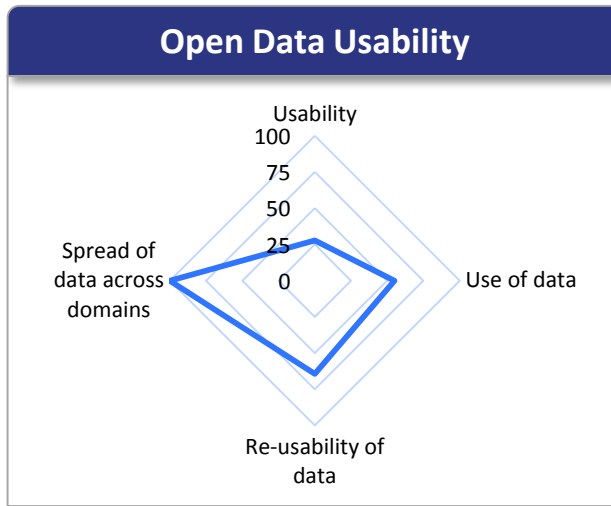 Open Data Usability
Usability
100
75
50
25
0
Spread of
data across
domains
Use of data
Re-usability of
data